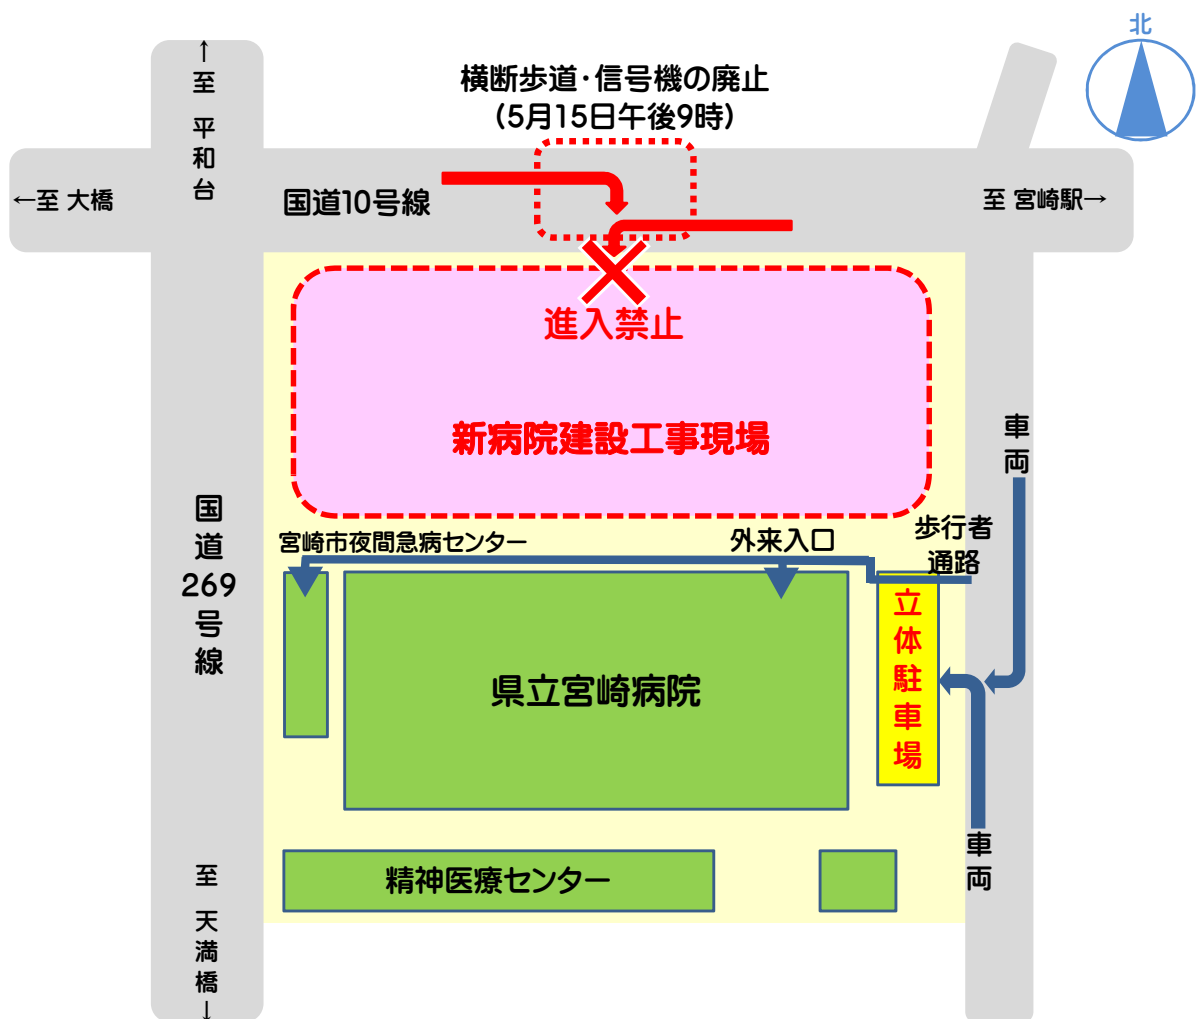 北
横断歩道・信号機の廃止
(5月15日午後9時)
↑至 平和台
←至 大橋
国道10号線
至 宮崎駅→
進入禁止
新病院建設工事現場
車両
国道269号線
宮崎市夜間急病センター
外来入口
歩行者
通路
立体駐車場
県立宮崎病院
車両
精神医療センター
至 天満橋↓